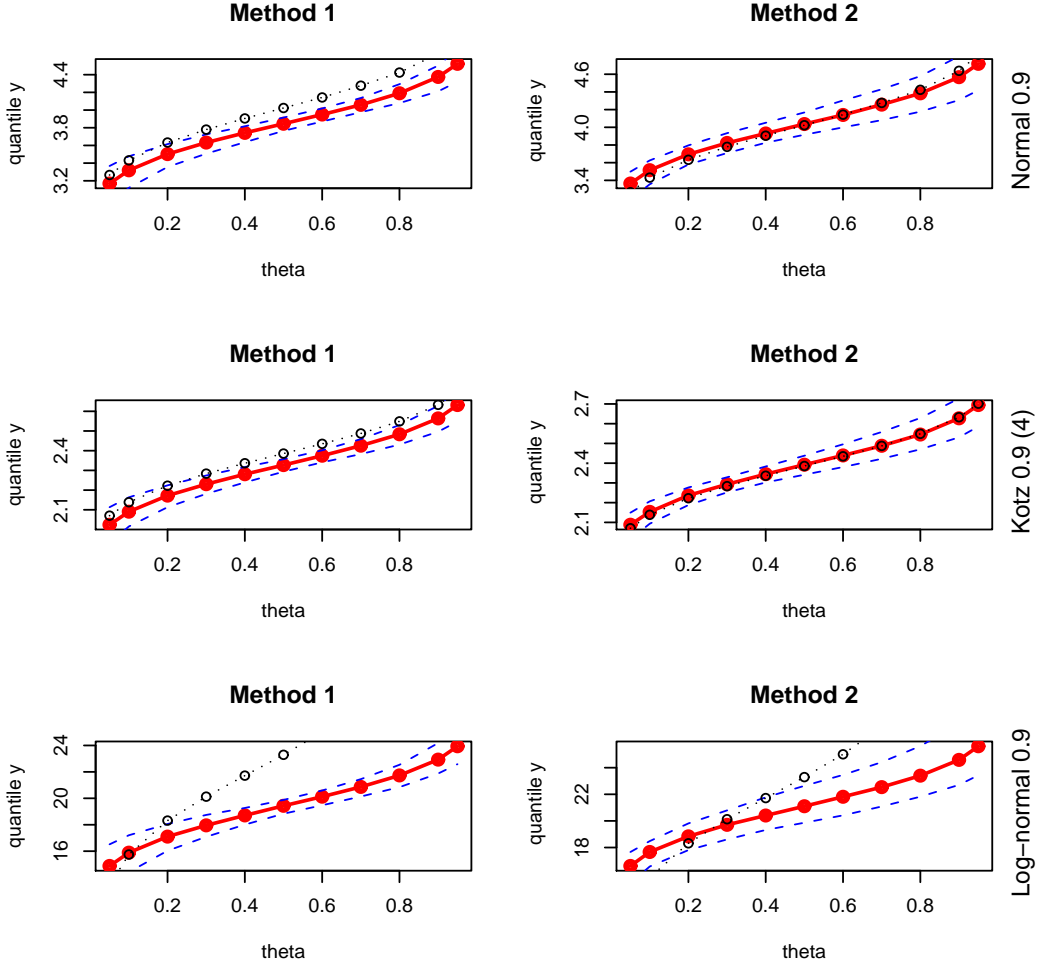 Method 1
quantile y
3.2 3.8 4.4
0.2 0.4 0.6 0.8
theta
Method 2
quantile y
3.4 4.0 4.6
0.2 0.4 0.6 0.8
theta
Normal 0.9
Method 1
quantile y
2.1 2.4
0.2 0.4 0.6 0.8
theta
Method 2
quantile y
2.1 2.4 2.7
0.2 0.4 0.6 0.8
theta
Kotz 0.9 (4)
Method 1
quantile y
16 20 24
0.2 0.4 0.6 0.8
theta
Method 2
quantile y
18 22
0.2 0.4 0.6 0.8
theta
Log−normal 0.9